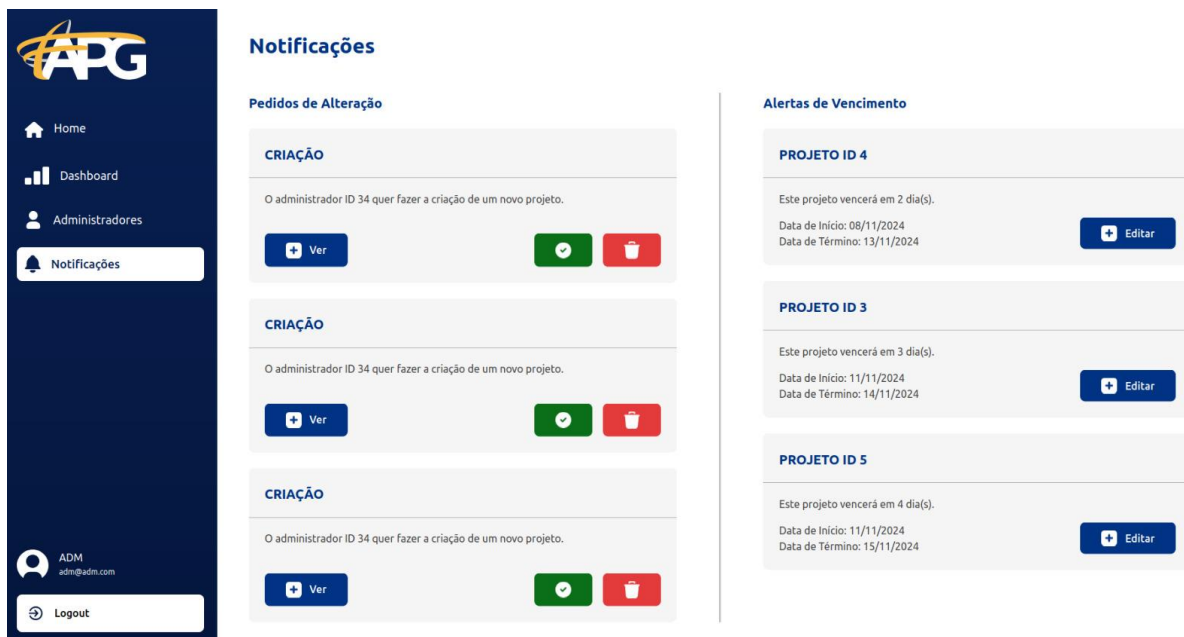 APG
Home
Dashboard
Administradores
Notificações
ADM
adm@adm.com
Logout
Notificações
Pedidos de Alteração
CRIAÇÃO
O administrador ID 34 quer fazer a criação de um novo projeto.
Ver
CRIAÇÃO
O administrador ID 34 quer fazer a criação de um novo projeto.
Ver
CRIAÇÃO
O administrador ID 34 quer fazer a criação de um novo projeto.
Ver
Alertas de Vencimento
PROJETO ID 4
Este projeto vencerá em 2 dia(s).
Data de Início: 08/11/2024
Data de Término: 13/11/2024
Editar
PROJETO ID 3
Este projeto vencerá em 3 dia(s).
Data de Início: 11/11/2024
Data de Término: 14/11/2024
Editar
PROJETO ID 5
Este projeto vencerá em 4 dia(s).
Data de Início: 11/11/2024
Data de Término: 15/11/2024
Editar